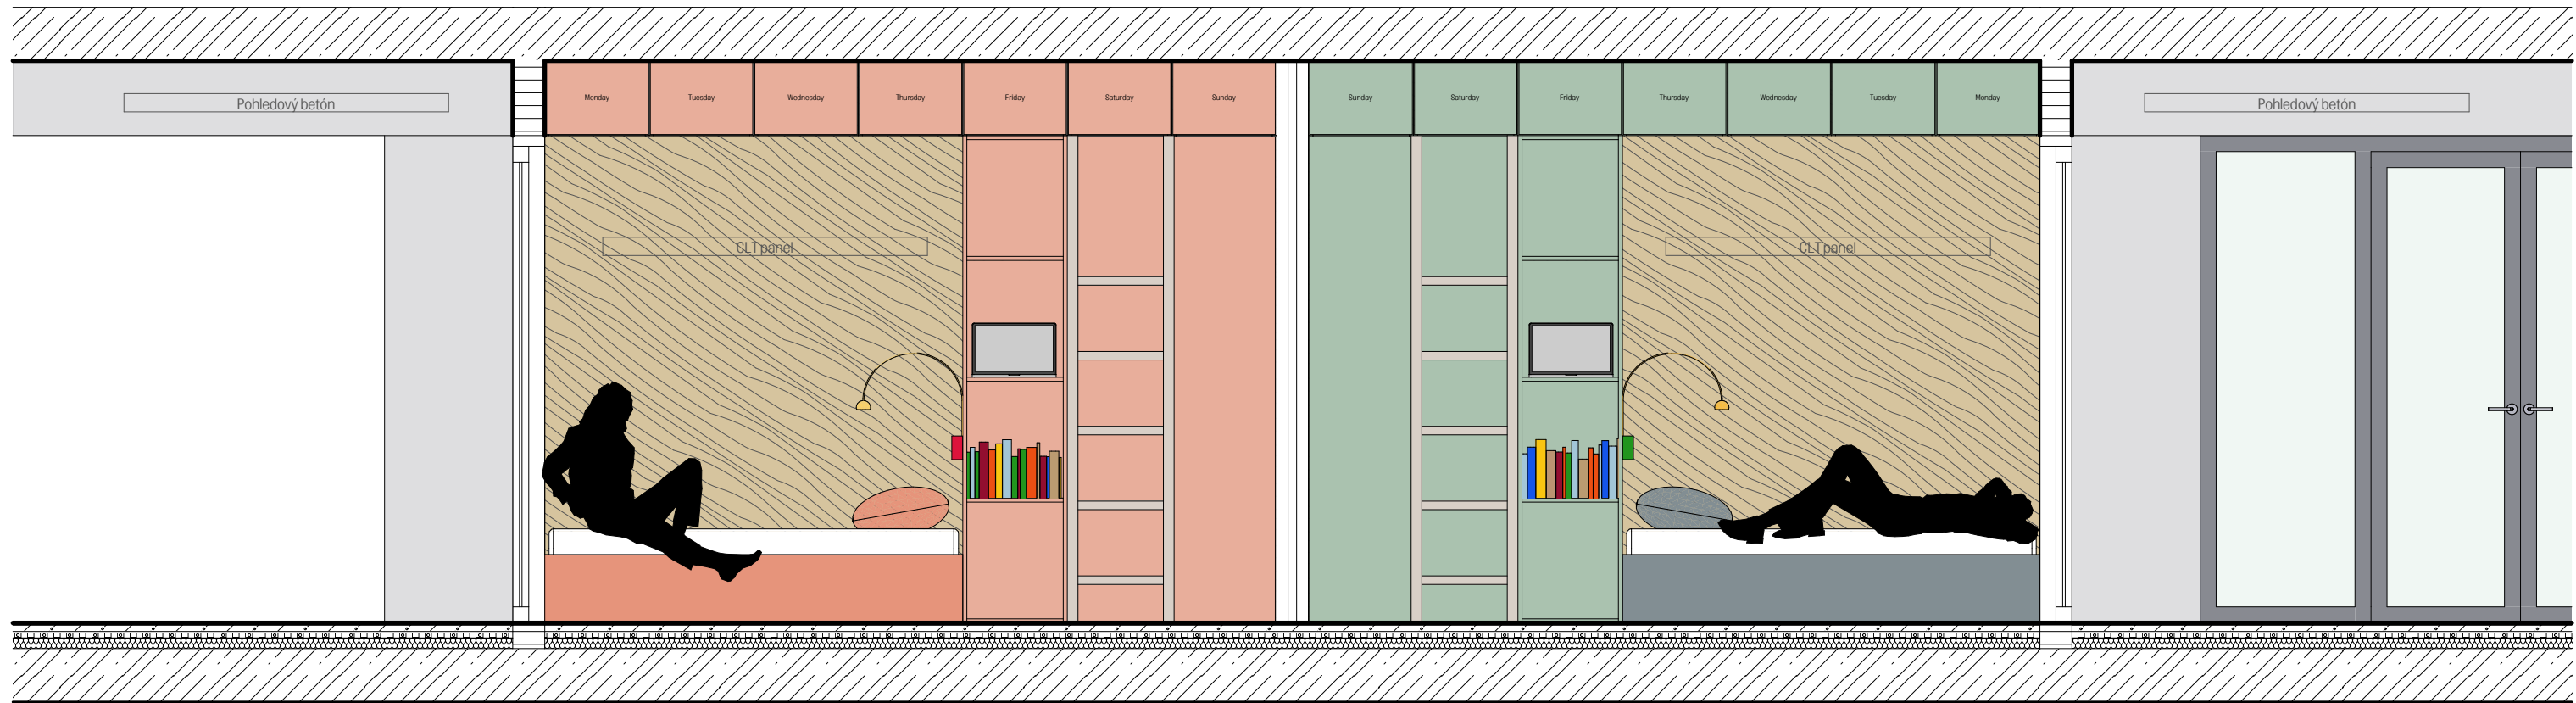 Pohledový betón
Monday
Tuesday
Wednesday
Thursday
Friday
Saturday
Sunday
Sunday
Saturday
Friday
Thursday
Wednesday
Tuesday
Monday
Pohledový betón
CLT panel
CLT panel